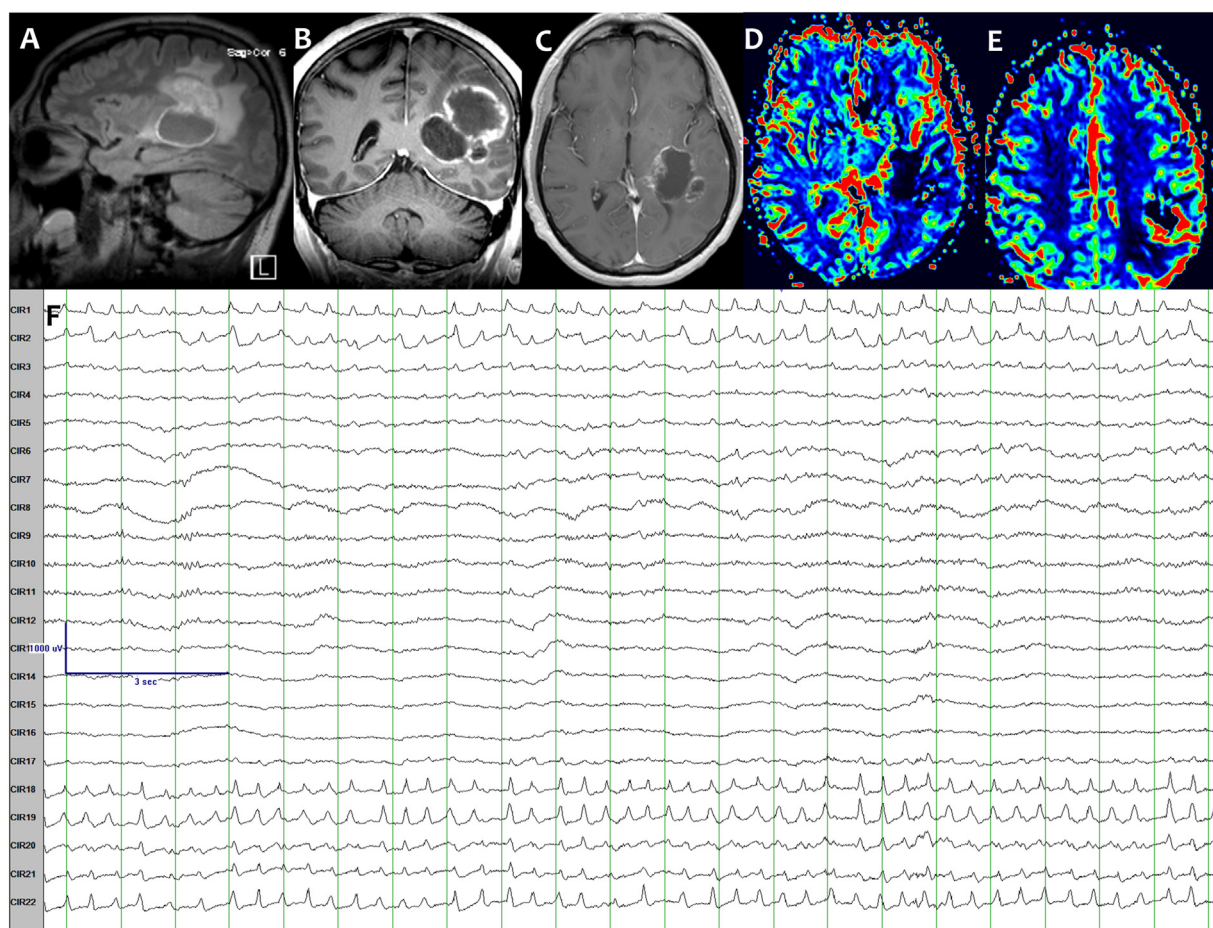 A
Sag>Cor 6
L
B
C
D
E
F
CIR1
CIR2
CIR3
CIR4
CIR5
CIR6
CIR7
CIR8
CIR9
CIR10
CIR11
CIR12
CIR1
1000 uV
3 sec
CIR14
CIR15
CIR16
CIR17
CIR18
CIR19
CIR20
CIR21
CIR22